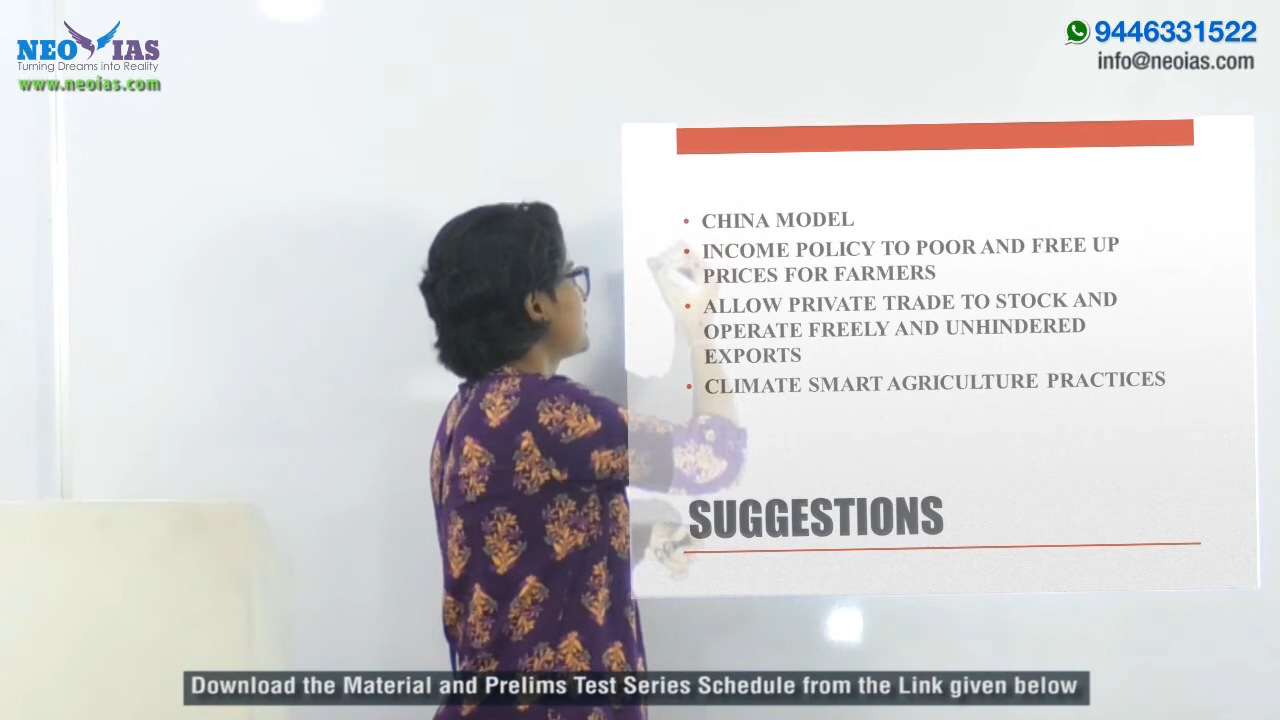 NEO IAS
Turning Dreams into Reality
www.neoias.com
9446331522
info@neoias.com
• CHINA MODEL
• INCOME POLICY TO POOR AND FREE UP
PRICES FOR FARMERS
• ALLOW PRIVATE TRADE TO STOCK AND
OPERATE FREELY AND UNHINDERED
EXPORTS
• CLIMATE SMART AGRICULTURE PRACTICES
SUGGESTIONS
Download the Material and Prelims Test Series Schedule from the Link given below